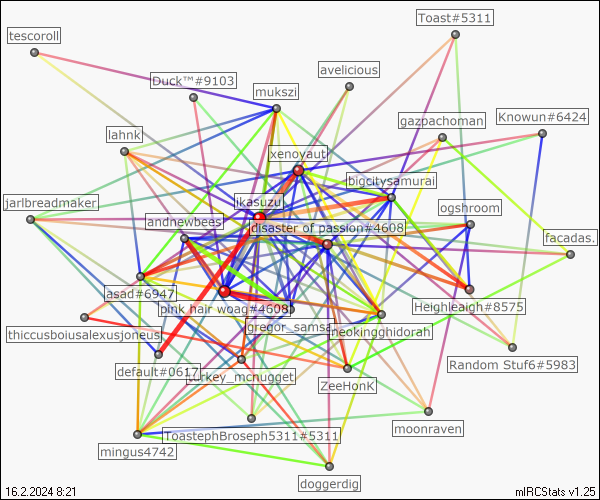 Toast#5311
tescoroll
avelicious
Duck™#9103
mukszi
gazpachoman
Knowun#6424
lahnk
xenoyaut
bigcitysamurai
jarlbreadmaker
ikasuzu
ogshroom
andnewbees
disaster of passion#4608
facadas.
asad#6947
pink hair woag#4608
Heighleigh#8575
gregor_samsa
neokingghidorah
thiccusboiusalexusjoneus
Random Stuf6#5983
default#0617
turkey_mcnugget
ZeeHonK
moonraven
ToastephBroseph5311#5311
mingus4742
doggerdig
16.2.2024 8:21
mIRCStats v1.25